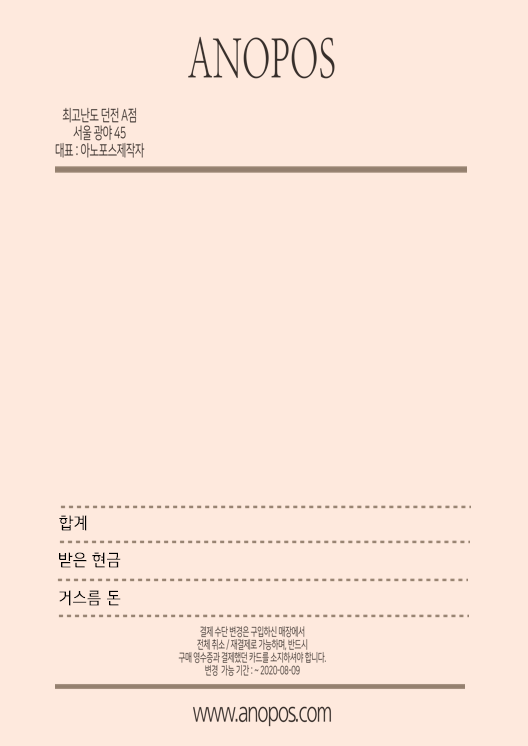 ANOPOS
최고난도 던전 A점
서울 광야 45
대표 : 아노포스제작자
합계
받은 현금
거스름 돈
결제 수단 변경은 구입하신 매장에서
전체 취소 / 재결제로 가능하며, 반드시
구매 영수증과 결제했던 카드를 소지하셔야 합니다.
변경 가능 기간 : ~ 2020-08-09
www.anopos.com